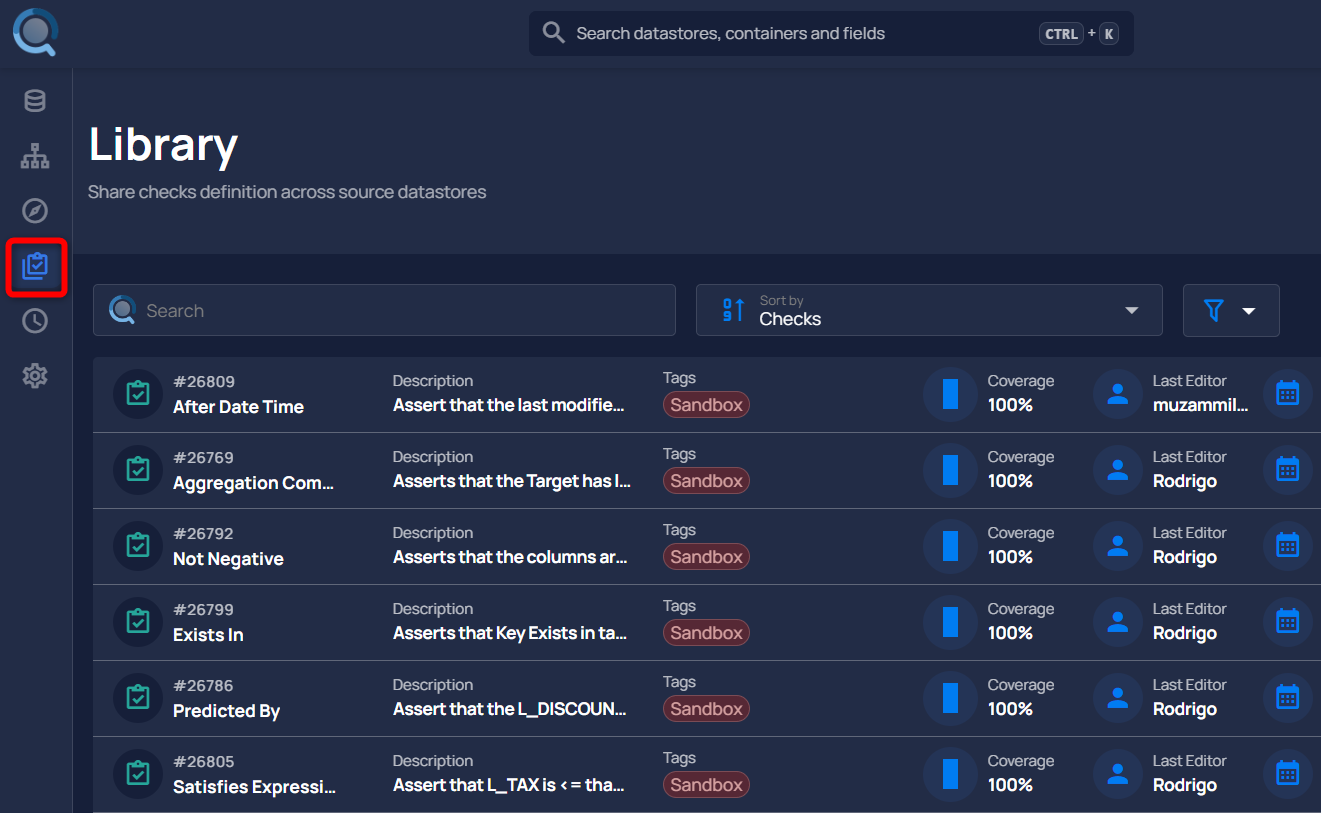 Search datastores, containers and fields
CTRL + K
Library
Share checks definition across source datastores
Search
Sort by
Checks
#26809
After Date Time
Description
Assert that the last modifie...
Tags
Sandbox
Coverage
100%
Last Editor
muzammil...
#26769
Aggregation Com...
Description
Asserts that the Target has l...
Tags
Sandbox
Coverage
100%
Last Editor
Rodrigo
#26792
Not Negative
Description
Asserts that the columns ar...
Tags
Sandbox
Coverage
100%
Last Editor
Rodrigo
#26799
Exists In
Description
Asserts that Key Exists in ta...
Tags
Sandbox
Coverage
100%
Last Editor
Rodrigo
#26786
Predicted By
Description
Assert that the L_DISCOUN...
Tags
Sandbox
Coverage
100%
Last Editor
Rodrigo
#26805
Satisfies Expressi...
Description
Assert that L_TAX is <= tha...
Tags
Sandbox
Coverage
100%
Last Editor
Rodrigo